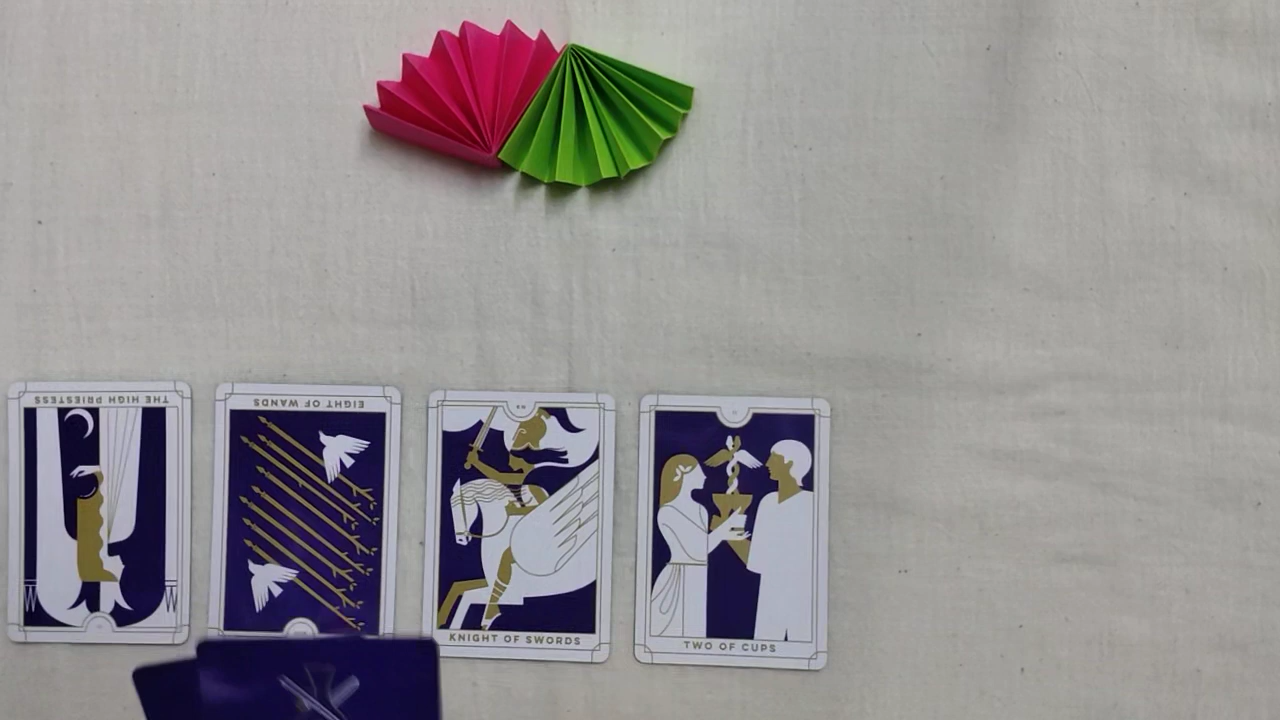 THE HIGH PRIESTESS
EIGHT OF WANDS
KNIGHT OF SWORDS
TWO OF CUPS